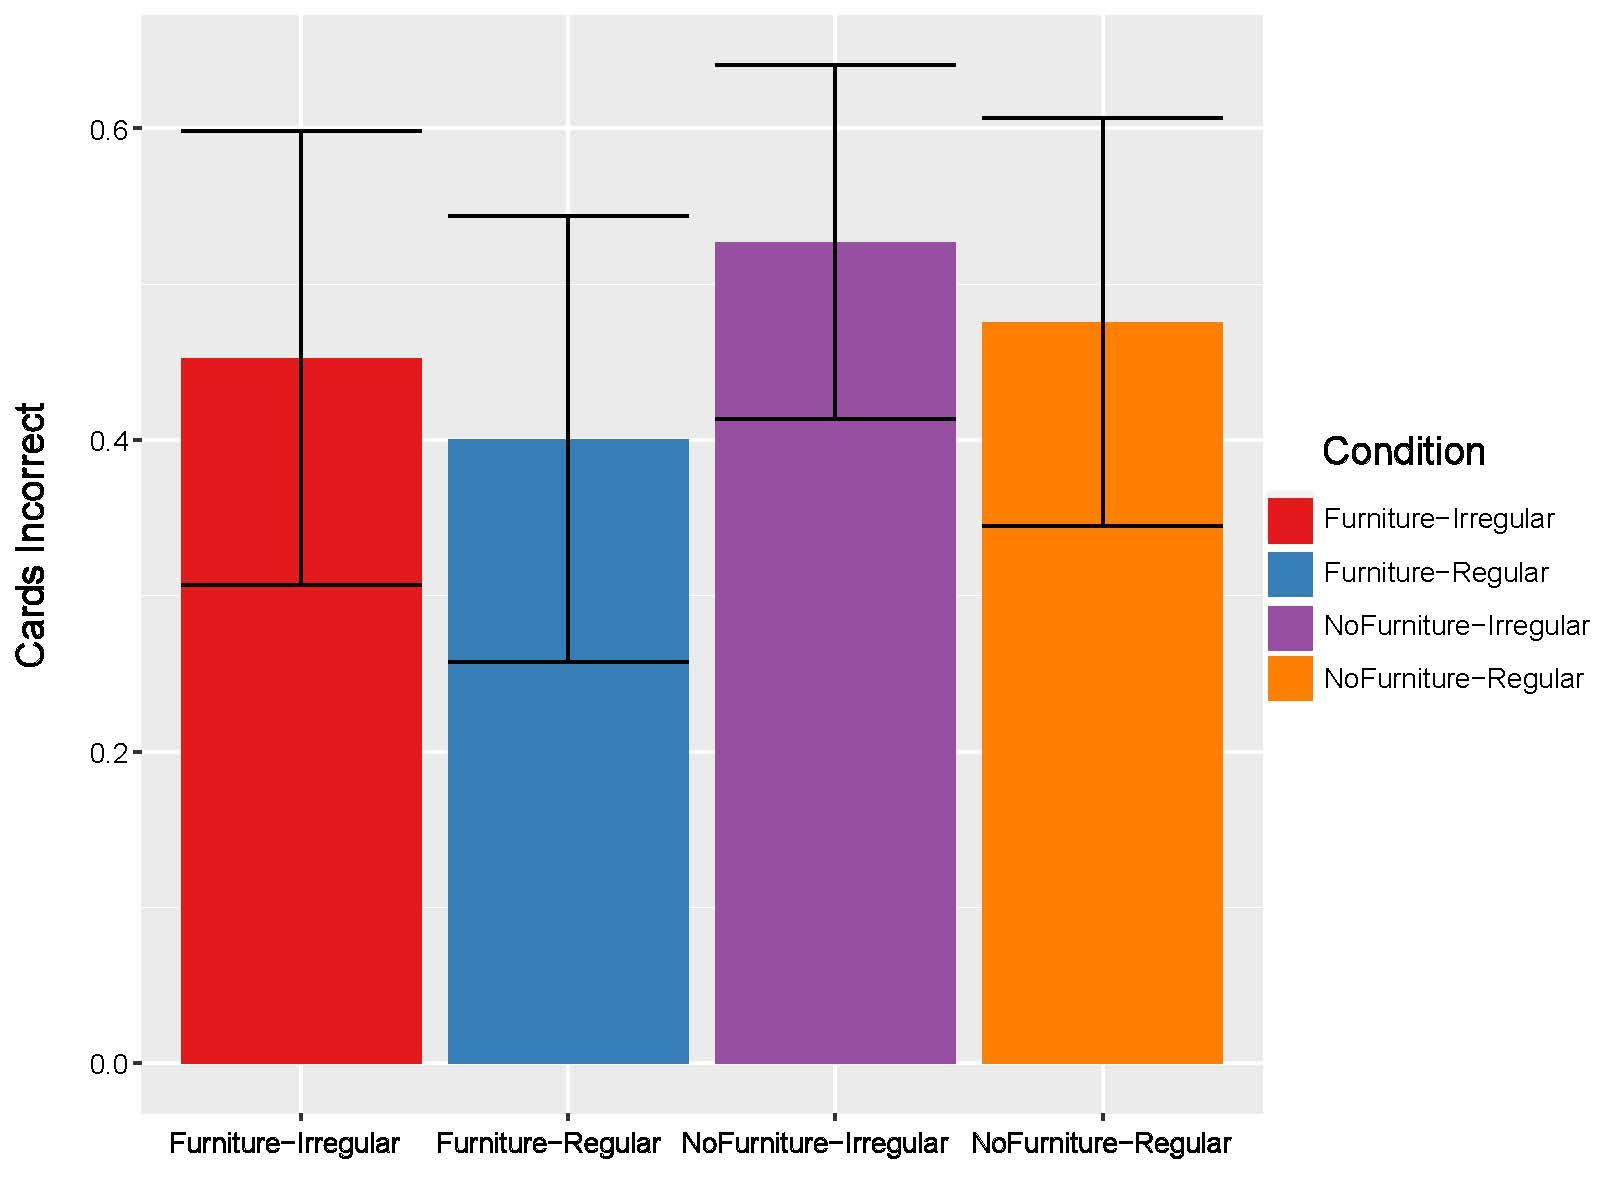 Cards Incorrect
0.6
0.4
0.2
0.0
Furniture-Irregular
Furniture-Regular
NoFurniture-Irregular
NoFurniture-Regular
Condition
Furniture-Irregular
Furniture-Regular
NoFurniture-Irregular
NoFurniture-Regular